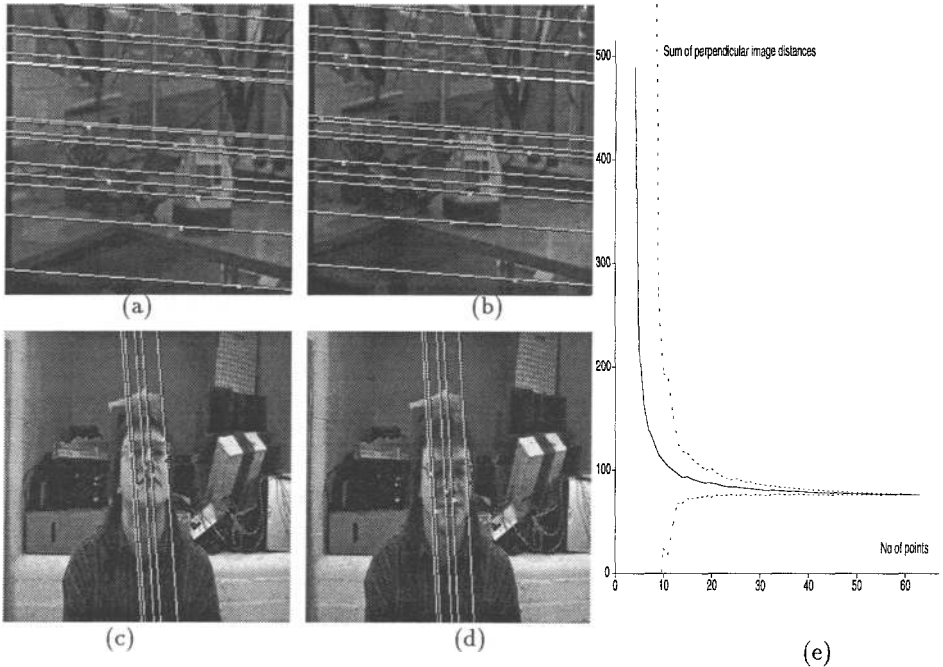 (a)
(b)
(c)
(d)
Sum of perpendicular image distances
500
400
300
200
100
0
No of points
0 10 20 30 40 50 60
(e)